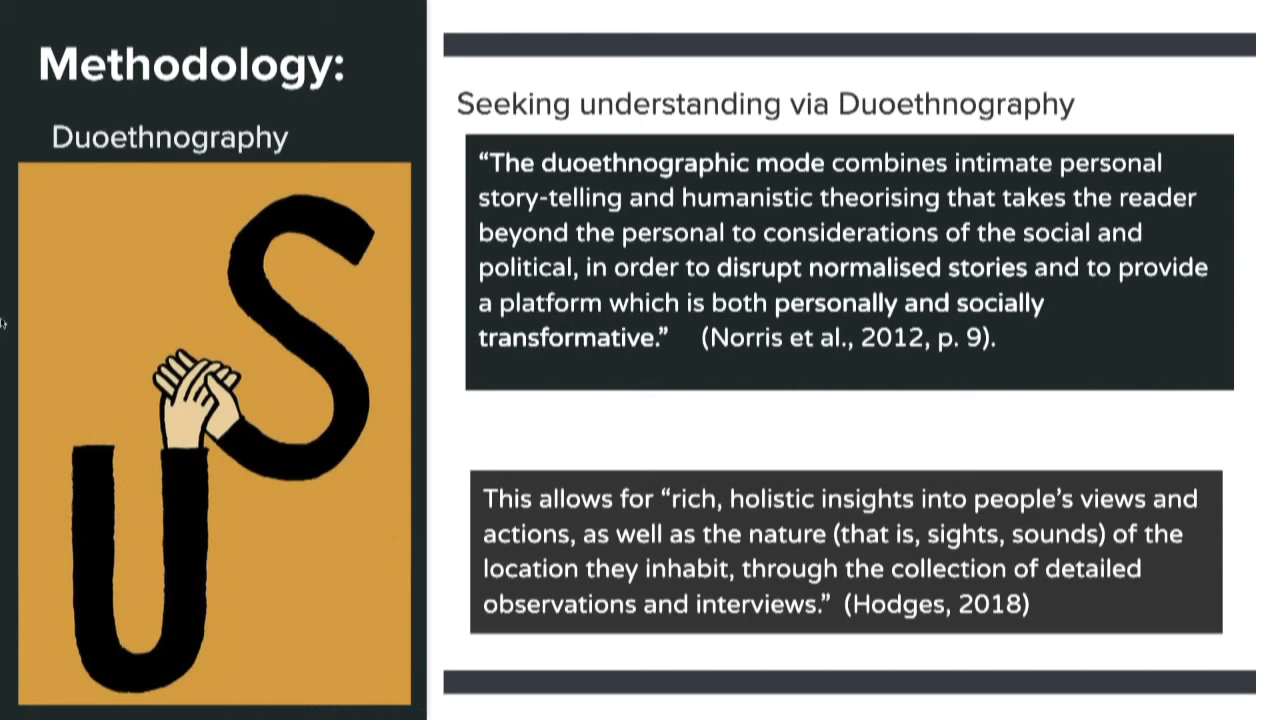 Methodology:
Duoethnography
US
Seeking understanding via Duoethnography
“The duoethnographic mode combines intimate personal
story-telling and humanistic theorising that takes the reader
beyond the personal to considerations of the social and
political, in order to disrupt normalised stories and to provide
a platform which is both personally and socially
transformative.” (Norris et al., 2012, p. 9).
This allows for “rich, holistic insights into people’s views and
actions, as well as the nature (that is, sights, sounds) of the
location they inhabit, through the collection of detailed
observations and interviews.” (Hodges, 2018)